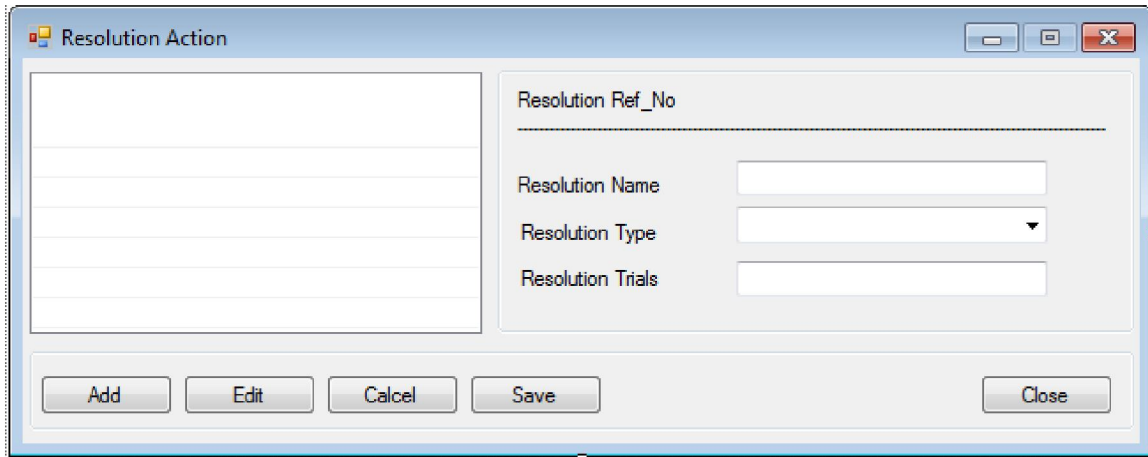 Resolution Action
Resolution Ref_No
Resolution Name
Resolution Type
Resolution Trials
Add Edit Calcel Save Close